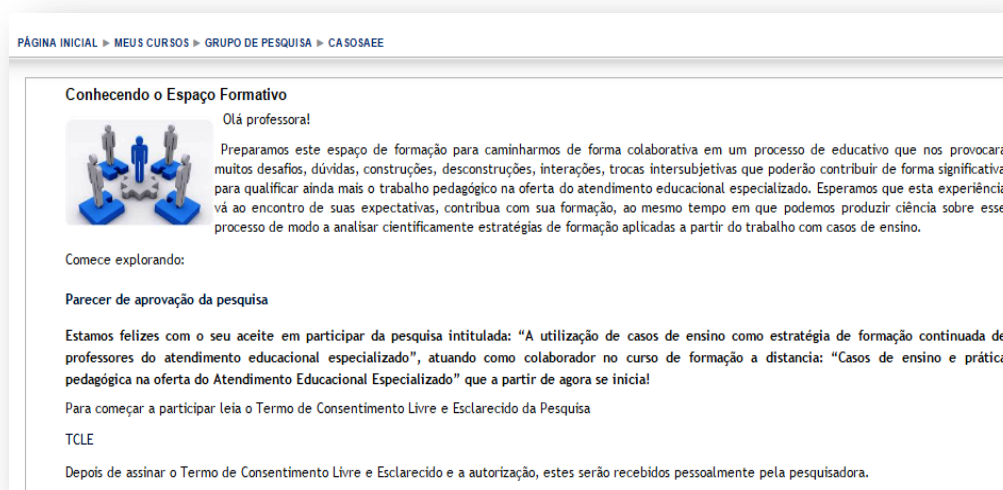 PÁGINA INICIAL ► MEUS CURSOS ► GRUPO DE PESQUISA ► CASOSAEE
Conhecendo o Espaço Formativo
Olá professora!
Preparamos este espaço de formação para caminharmos de forma colaborativa em um processo de educativo que nos provocará
muitos desafios, dúvidas, construções, desconstruções, interações, trocas intersubjetivas que poderão contribuir de forma significativa
para qualificar ainda mais o trabalho pedagógico na oferta do atendimento educacional especializado. Esperamos que esta experiência
vá ao encontro de suas expectativas, contribua com sua formação, ao mesmo tempo em que podemos produzir ciência sobre esse
processo de modo a analisar cientificamente estratégias de formação aplicadas a partir do trabalho com casos de ensino.
Comece explorando:
Parecer de aprovação da pesquisa
Estamos felizes com o seu aceite em participar da pesquisa intitulada: “A utilização de casos de ensino como estratégia de formação continuada de
professores do atendimento educacional especializado”, atuando como colaborador no curso de formação a distancia: “Casos de ensino e prática
pedagógica na oferta do Atendimento Educacional Especializado” que a partir de agora se inicia!
Para começar a participar leia o Termo de Consentimento Livre e Esclarecido da Pesquisa
TCLE
Depois de assinar o Termo de Consentimento Livre e Esclarecido e a autorização, estes serão recebidos pessoalmente pela pesquisadora.